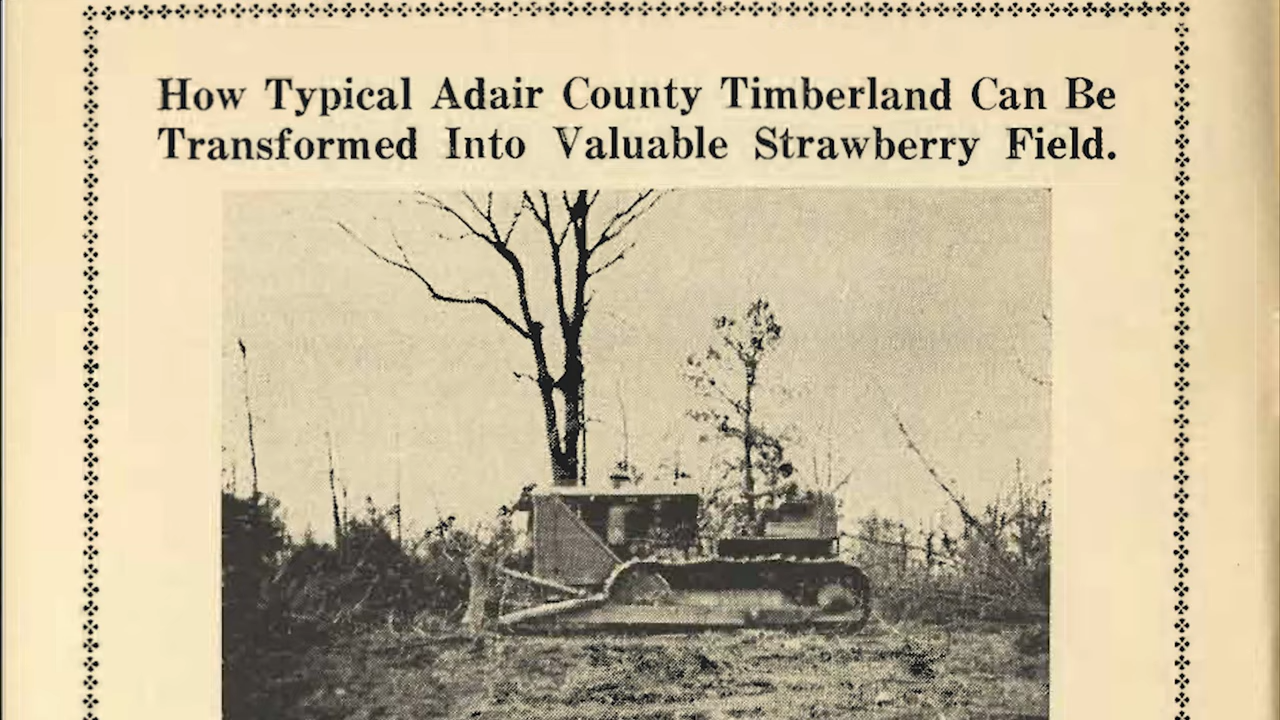 How Typical Adair County Timberland Can Be
Transformed Into Valuable Strawberry Field.